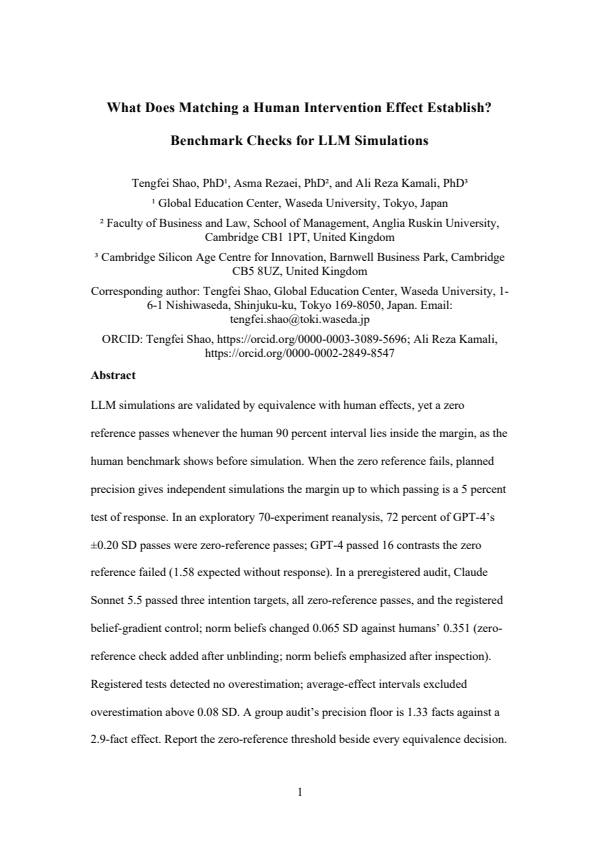 What Does Matching a Human Intervention Effect Establish?
Benchmark Checks for LLM Simulations
Tengfei Shao, PhD¹, Asma Rezaei, PhD², and Ali Reza Kamali, PhD³
¹ Global Education Center, Waseda University, Tokyo, Japan
² Faculty of Business and Law, School of Management, Anglia Ruskin University,
Cambridge CB1 1PT, United Kingdom
³ Cambridge Silicon Age Centre for Innovation, Barnwell Business Park, Cambridge
CB5 8UZ, United Kingdom
Corresponding author: Tengfei Shao, Global Education Center, Waseda University, 1-
6-1 Nishiwaseda, Shinjuku-ku, Tokyo 169-8050, Japan. Email:
tengfei.shao@toki.waseda.jp
ORCID: Tengfei Shao, https://orcid.org/0000-0003-3089-5696; Ali Reza Kamali,
https://orcid.org/0000-0002-2849-8547
Abstract
LLM simulations are validated by equivalence with human effects, yet a zero
reference passes whenever the human 90 percent interval lies inside the margin, as the
human benchmark shows before simulation. When the zero reference fails, planned
precision gives independent simulations the margin up to which passing is a 5 percent
test of response. In an exploratory 70-experiment reanalysis, 72 percent of GPT-4’s
±0.20 SD passes were zero-reference passes; GPT-4 passed 16 contrasts the zero
reference failed (1.58 expected without response). In a preregistered audit, Claude
Sonnet 5.5 passed three intention targets, all zero-reference passes, and the registered
belief-gradient control; norm beliefs changed 0.065 SD against humans’ 0.351 (zero-
reference check added after unblinding; norm beliefs emphasized after inspection).
Registered tests detected no overestimation; average-effect intervals excluded
overestimation above 0.08 SD. A group audit’s precision floor is 1.33 facts against a
2.9-fact effect. Report the zero-reference threshold beside every equivalence decision.
1